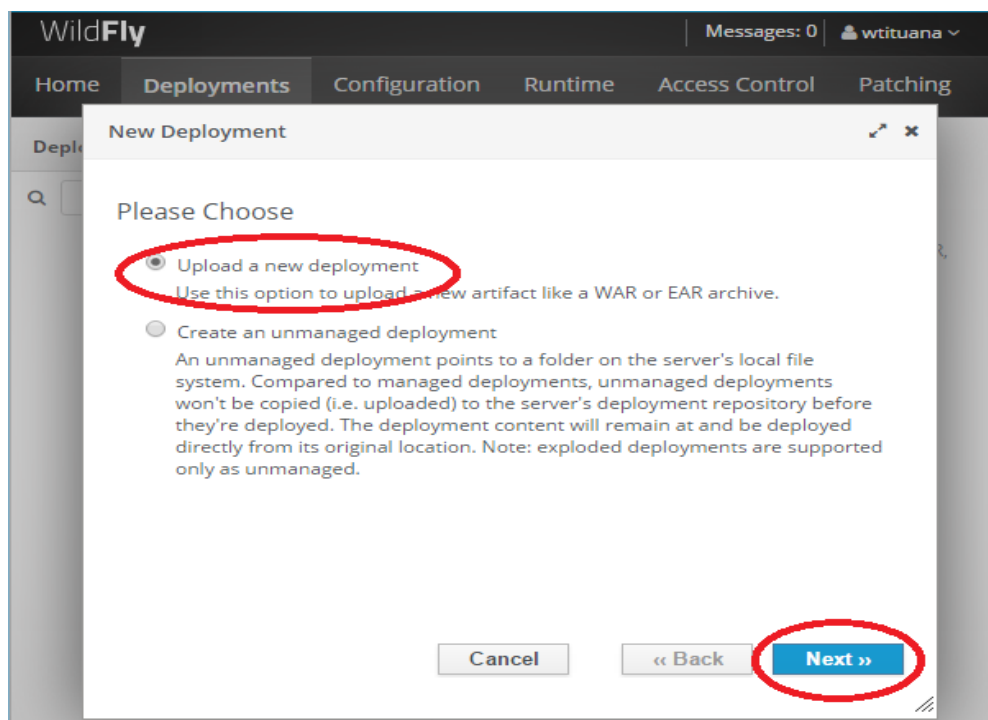 WildFly
Messages: 0
wtituana
Home Deployments Configuration Runtime Access Control Patching
New Deployment
Please Choose
Upload a new deployment
Use this option to upload a new artifact like a WAR or EAR archive.
Create an unmanaged deployment
An unmanaged deployment points to a folder on the server's local file
system. Compared to managed deployments, unmanaged deployments
won't be copied (i.e. uploaded) to the server's deployment repository before
they're deployed. The deployment content will remain at and be deployed
directly from its original location. Note: exploded deployments are supported
only as unmanaged.
Cancel
‹‹ Back
Next ››